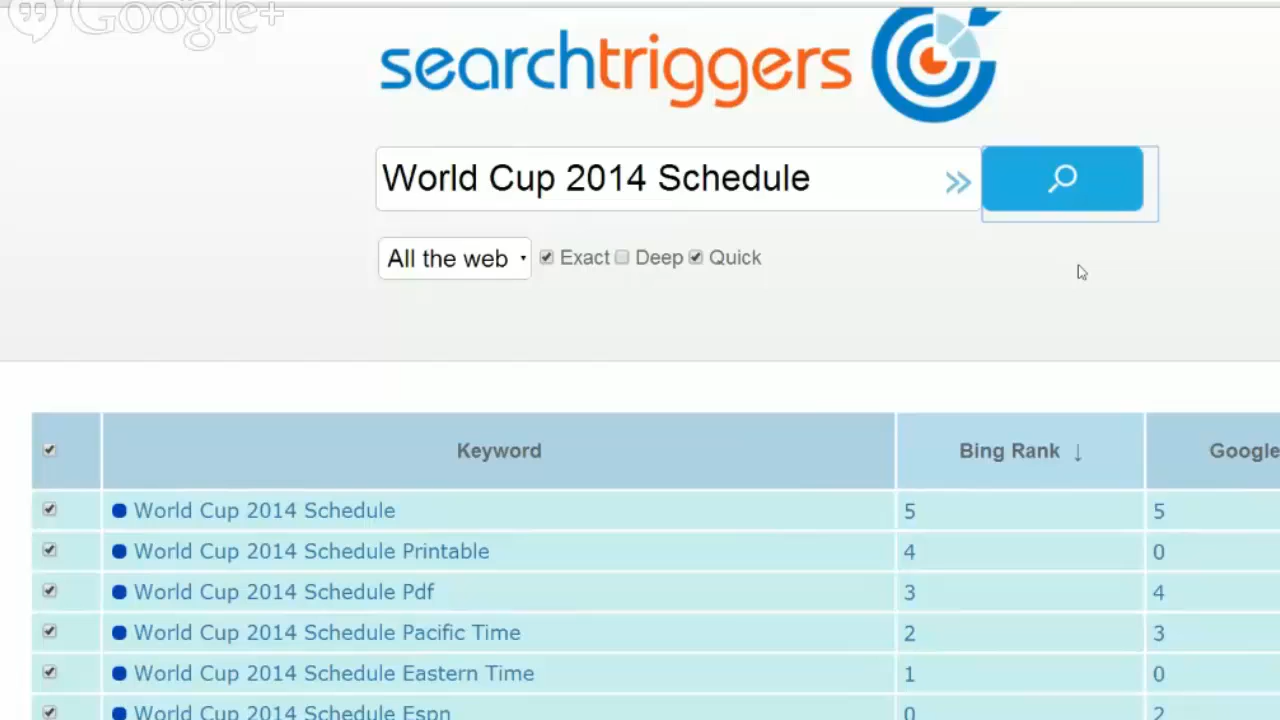 Google+
searchtriggers
World Cup 2014 Schedule »
All the web Exact Deep Quick
Keyword Bing Rank ↓ Google
World Cup 2014 Schedule 5 5
World Cup 2014 Schedule Printable 4 0
World Cup 2014 Schedule Pdf 3 4
World Cup 2014 Schedule Pacific Time 2 3
World Cup 2014 Schedule Eastern Time 1 0
World Cup 2014 Schedule Espn 0 2